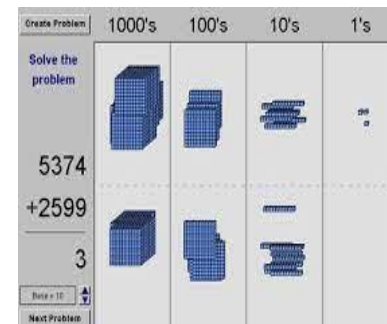 Create Problem
1000's 100's 10's 1's
Solve the
problem
5374
+2599
3
Base = 10
Next Problem